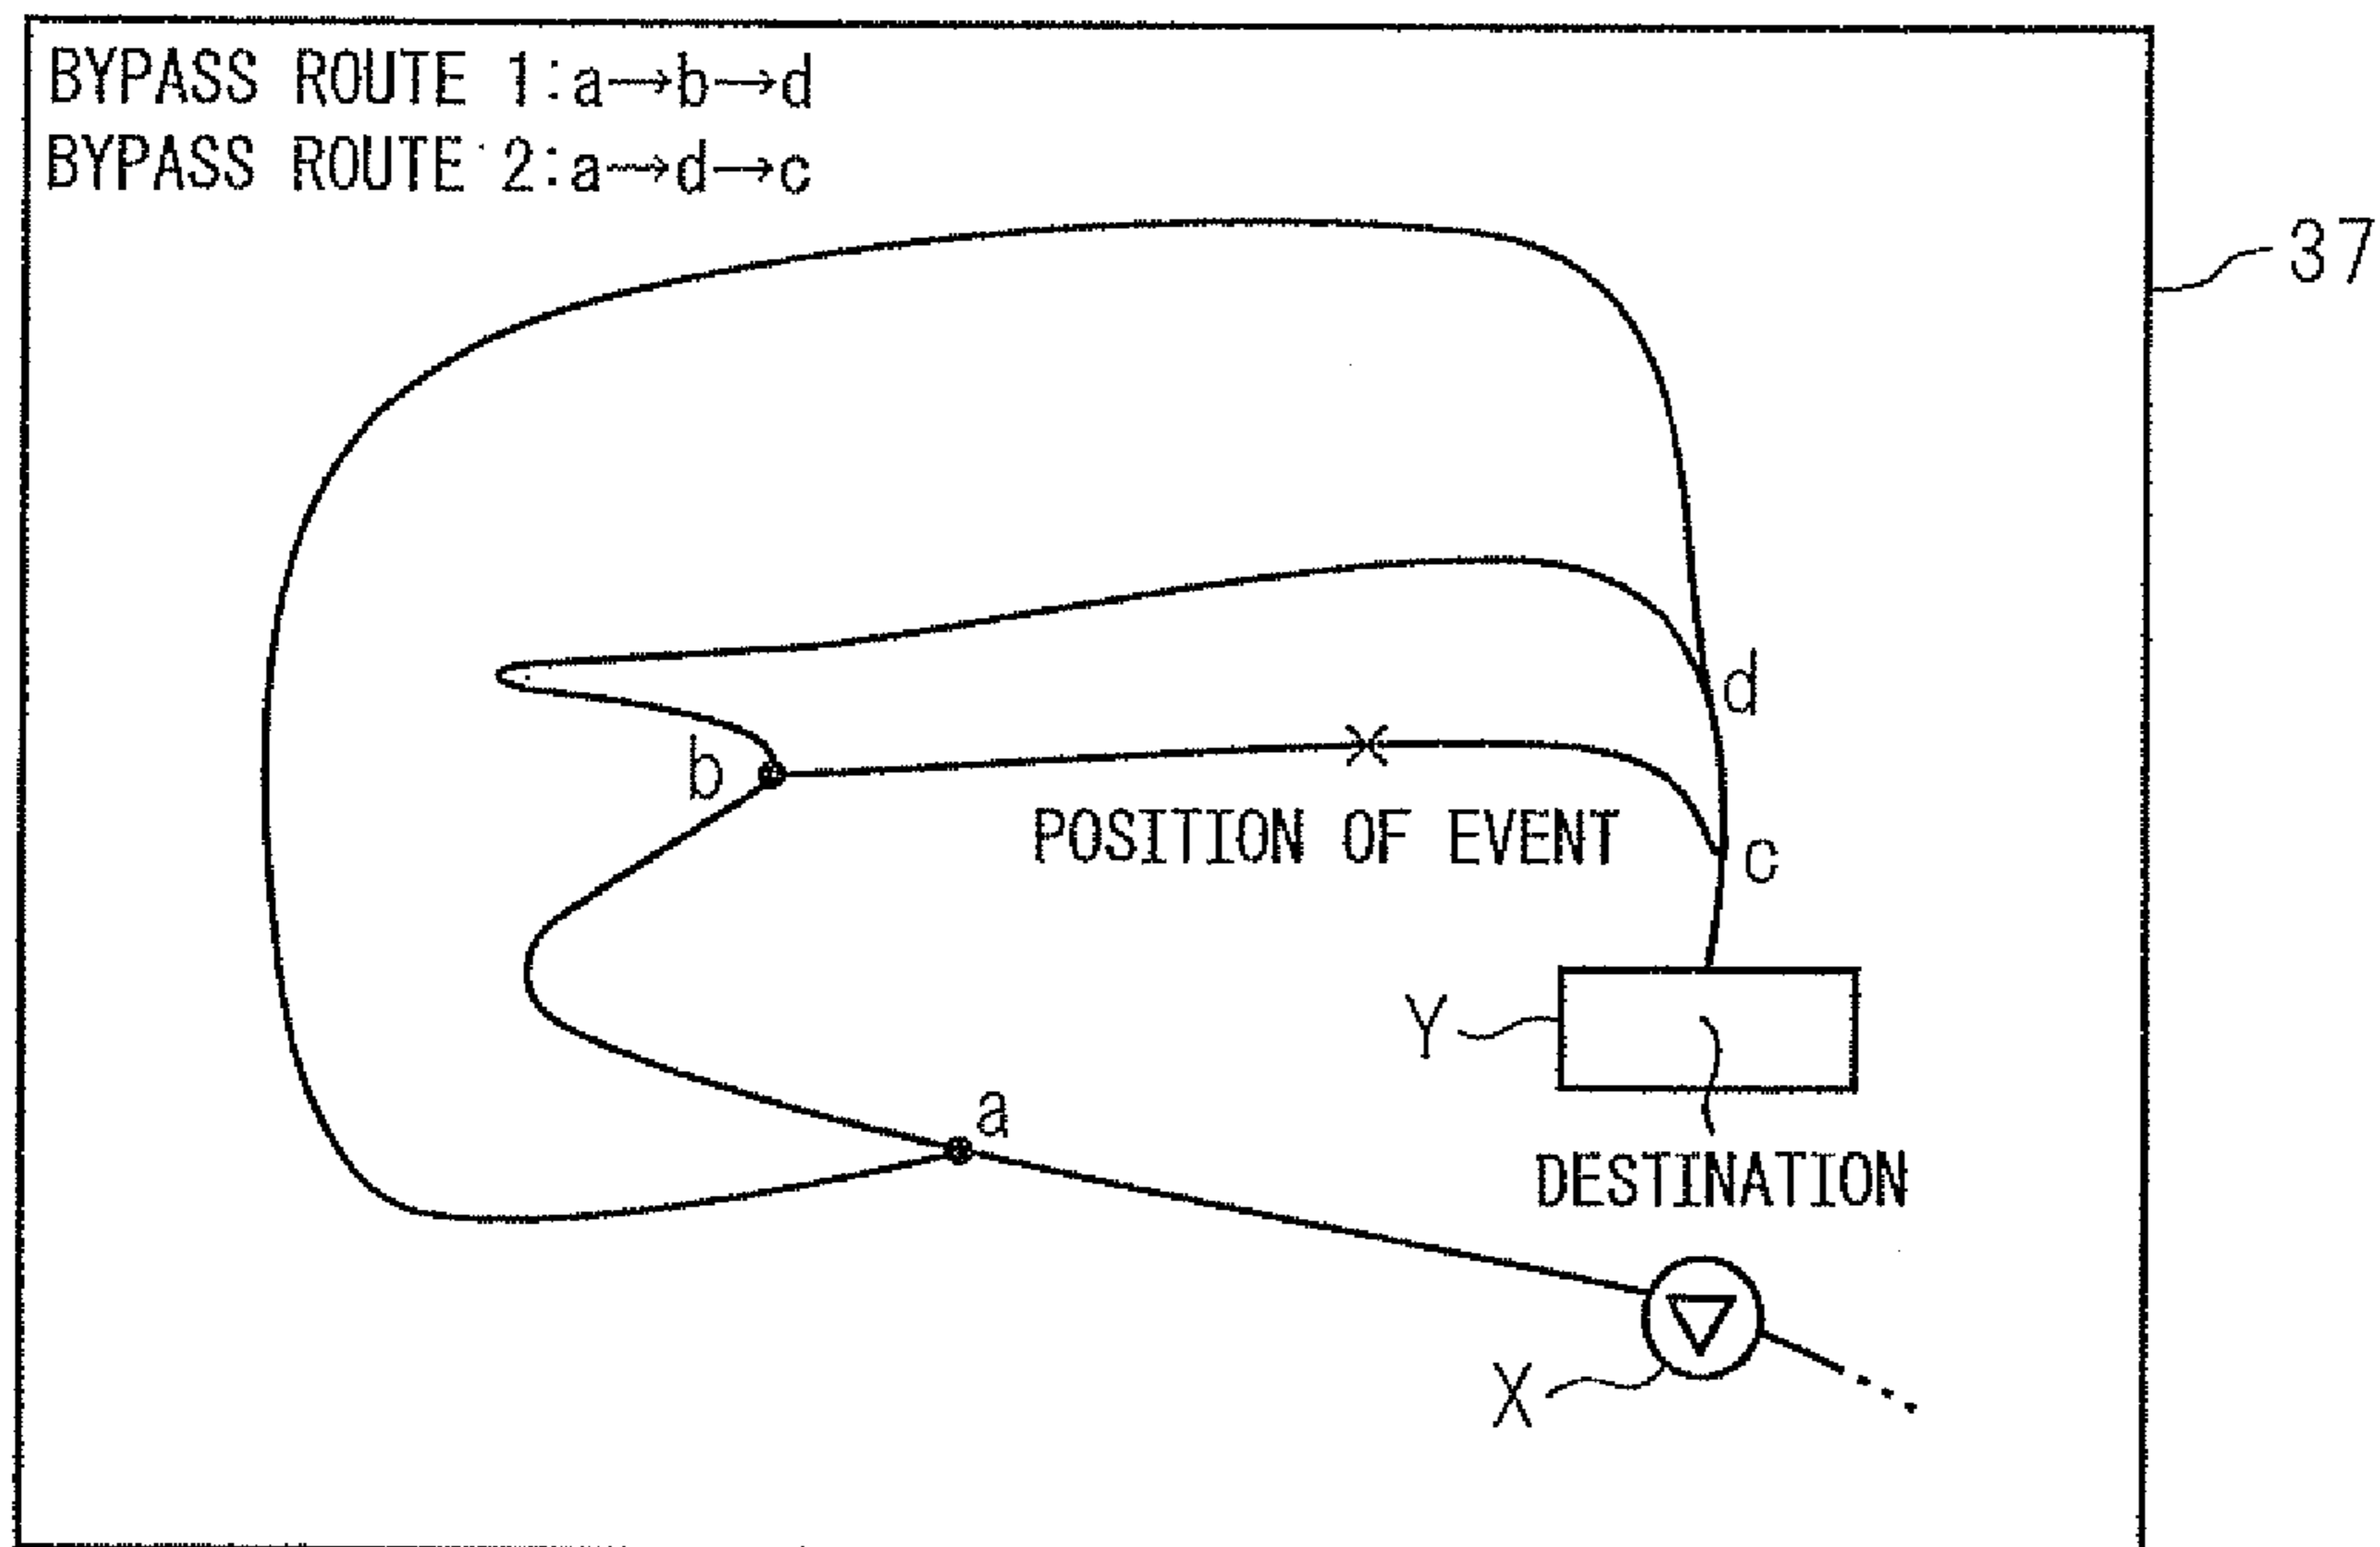 BYPASS ROUTE 1:a→b→d
BYPASS ROUTE 2:a→d→c
37
d
b
POSITION OF EVENT
c
Y
a
DESTINATION
X